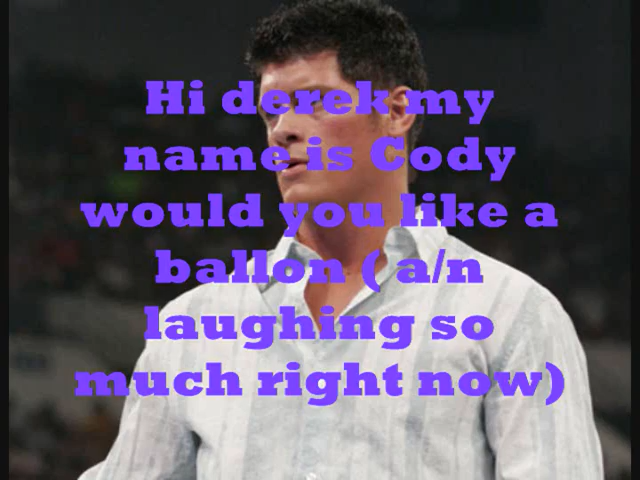 Hi derek my
name is Cody
would you like a
ballon ( a/n
laughing so
much right now)